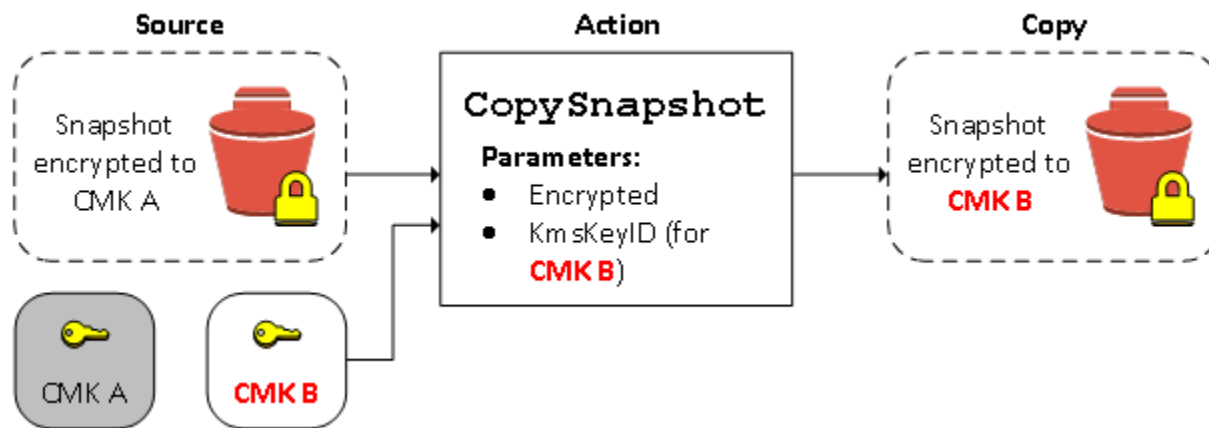 Source
Action
Copy
Snapshot
encrypted to
CMK A
CopySnapshot
Parameters:
● Encrypted
● KmsKeyID (for
CMK B)
Snapshot
encrypted to
CMK B
CMK A
CMK B